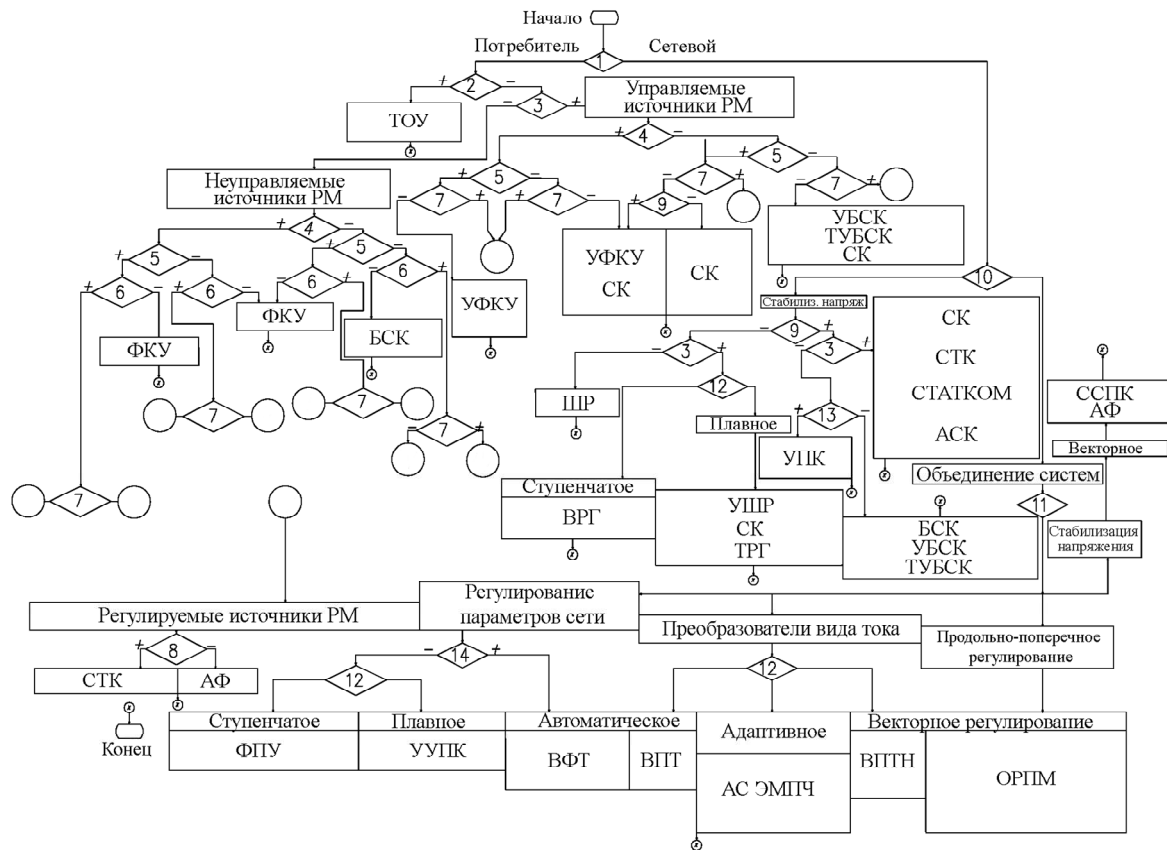 Начало
Потребитель
Сетевой
1
+ 2 −
− 3 +
Управляемые
источники РМ
ТОУ
+ 4 −
+ 5 −
Неуправляемые
источники РМ
+ 5 −
− 7 +
− 7 +
+ 7 −
− 7 +
+ 9 −
+ 4 −
УБСК
ТУБСК
СК
УФКУ
СК
СК
+ 5 −
+ 5 −
10
+ 6 −
+ 6 −
− 6 +
− 6 +
УФКУ
Стабилиз. напряж
ФКУ
− 9 +
СК
СТК
СТАТКОМ
АСК
БСК
ФКУ
− 3 +
− 3 +
− 12 +
ССПК
АФ
ШР
7
7
Плавное
+ 13 −
− 7 +
УПК
Векторное
Объединение систем
7
Ступенчатое
ВРГ
УШР
СК
ТРГ
11
БСК
УБСК
ТУБСК
Стабилизация
напряжения
Регулируемые источники РМ
Регулирование
параметров сети
Преобразователи вида тока
Продольно-поперечное
регулирование
+ 8 −
− 14 +
СТК
АФ
12
12
Конец
Ступенчатое
Плавное
Автоматическое
Адаптивное
Векторное регулирование
ФПУ
УУПК
ВФТ
ВПТ
АС ЭМПЧ
ВПТН
ОРПМ